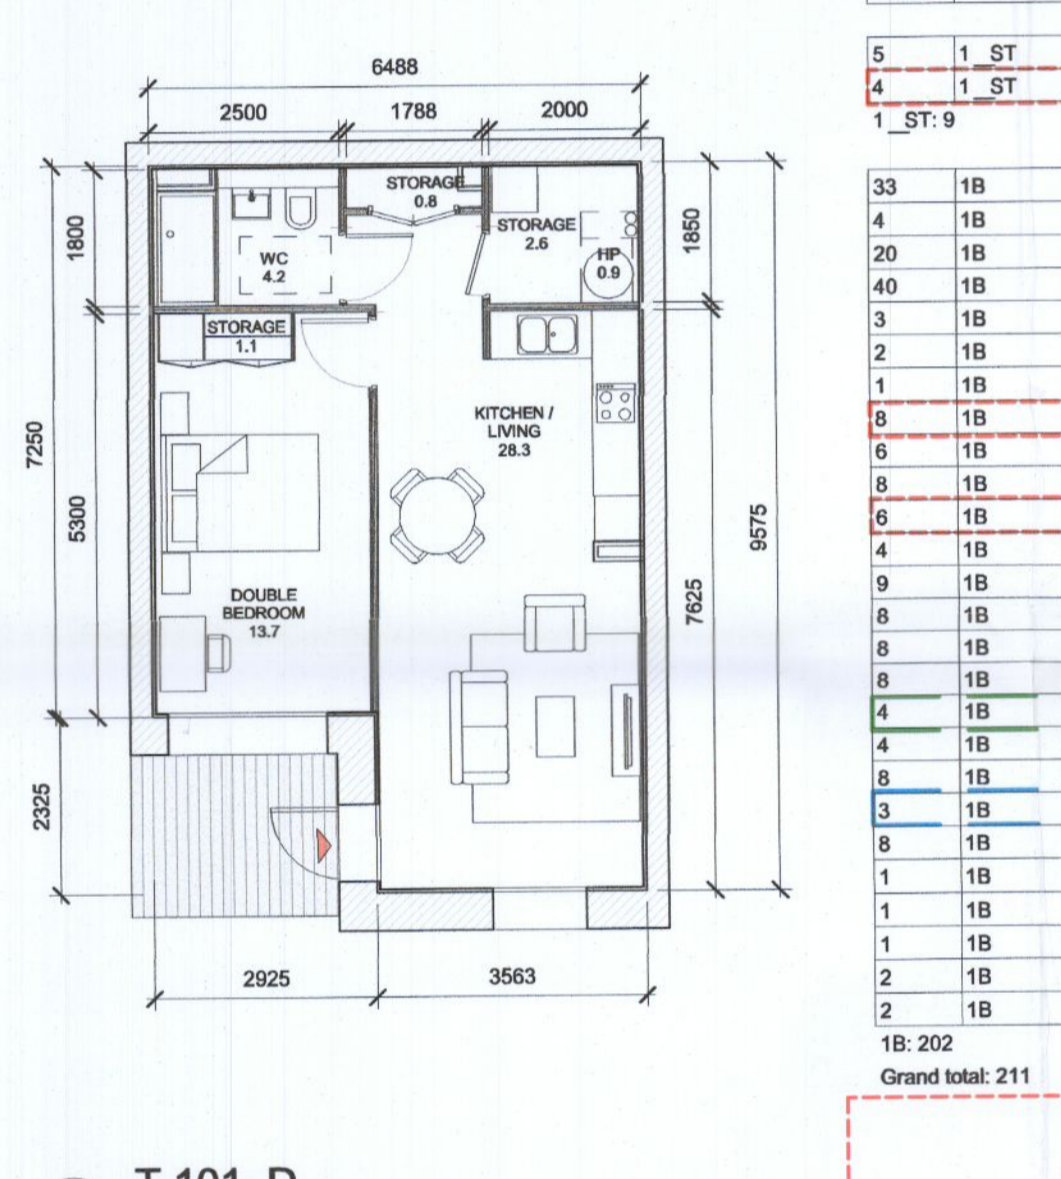 6488
2500 1788 2000
STORAGE
0.8
STORAGE
2.6
HP
0.9
WC
4.2
STORAGE
1.1
1800
1850
7250
5300
KITCHEN /
LIVING
28.3
9575
7625
DOUBLE
BEDROOM
13.7
2325
2925 3563
5 1__ST
4 1__ST
1__ST: 9
33 1B
4 1B
20 1B
40 1B
3 1B
2 1B
1 1B
8 1B
6 1B
8 1B
6 1B
4 1B
9 1B
8 1B
8 1B
8 1B
4 1B
4 1B
8 1B
3 1B
8 1B
1 1B
1 1B
1 1B
2 1B
2 1B
1B: 202
Grand total: 211